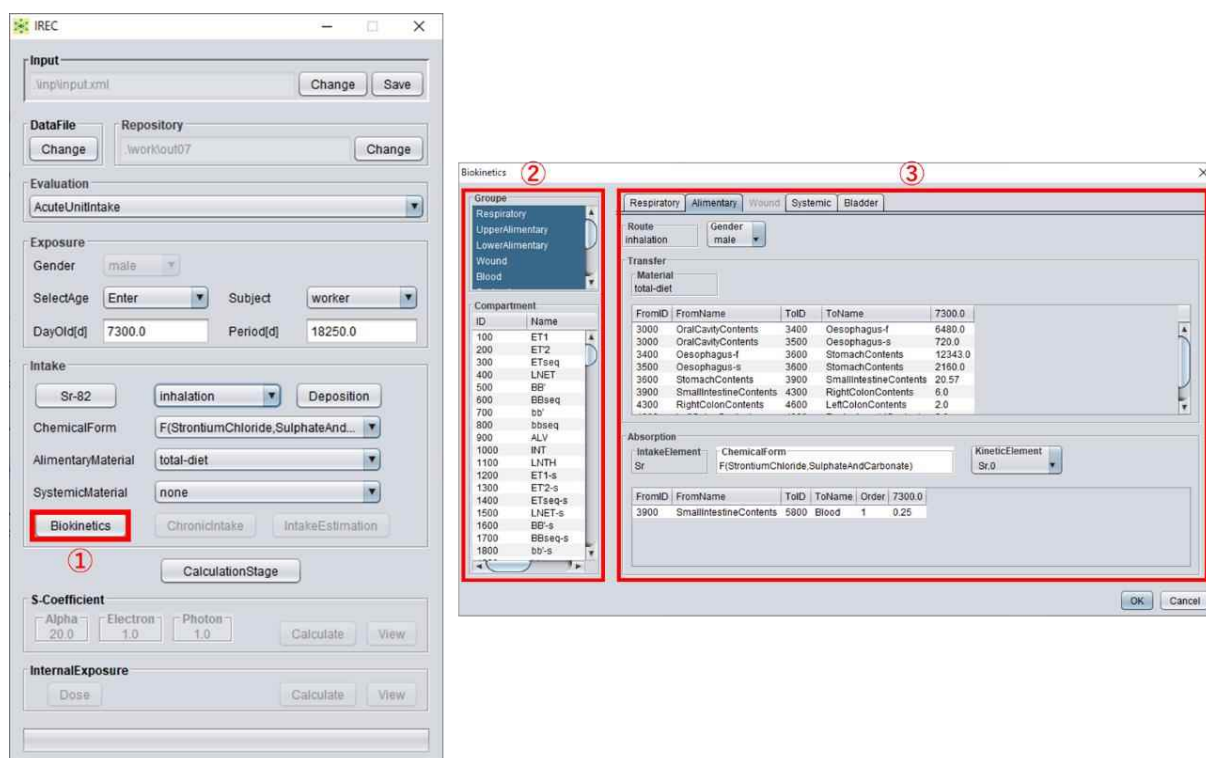 IREC
Input
.\inp\input.xml Change Save
DataFile Repository
Change .\work\out07 Change
Evaluation
AcuteUnitIntake
Exposure
Gender male
SelectAge Enter Subject worker
DayOld[d] 7300.0 Period[d] 18250.0
Intake
Sr-82 inhalation Deposition
ChemicalForm F(StrontiumChloride,SulphateAnd...
AlimentaryMaterial total-diet
SystemicMaterial none
Biokinetics ChronicIntake IntakeEstimation
①
CalculationStage
S-Coefficient
Alpha Electron Photon
20.0 1.0 1.0 Calculate View
InternalExposure
Dose Calculate View
Biokinetics ② ③
Groupe
Respiratory
UpperAlimentary
LowerAlimentary
Wound
Blood
Compartment
ID Name
100 ET1
200 ET'2
300 ETseq
400 LNET
500 BB'
600 BBseq
700 bb'
800 bbseq
900 ALV
1000 INT
1100 LNTH
1200 ET1-s
1300 ET'2-s
1400 ETseq-s
1500 LNET-s
1600 BB'-s
1700 BBseq-s
1800 bb'-s
Respiratory Alimentary Wound Systemic Bladder
Route Gender
inhalation male
Transfer
Material
total-diet
FromID FromName ToID ToName 7300.0
3000 OralCavityContents 3400 Oesophagus-f 6480.0
3000 OralCavityContents 3500 Oesophagus-s 720.0
3400 Oesophagus-f 3600 StomachContents 12343.0
3500 Oesophagus-s 3600 StomachContents 2160.0
3600 StomachContents 3900 SmallIntestineContents 20.57
3900 SmallIntestineContents 4300 RightColonContents 6.0
4300 RightColonContents 4600 LeftColonContents 2.0
Absorption
IntakeElement ChemicalForm KineticElement
Sr F(StrontiumChloride,SulphateAndCarbonate) Sr.0
FromID FromName ToID ToName Order 7300.0
3900 SmallIntestineContents 5800 Blood 1 0.25
OK Cancel